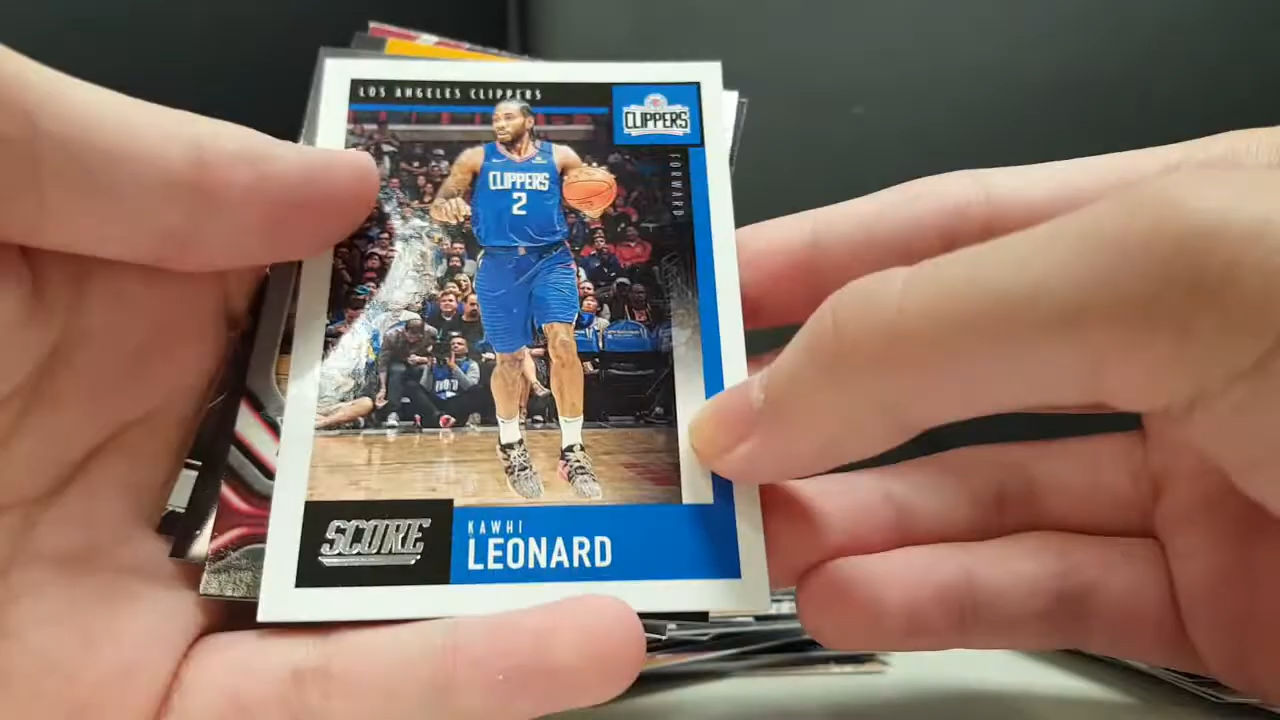 LOS ANGELES CLIPPERS
CLIPPERS
FORWARD
CLIPPERS
2
SCORE
KAWHI
LEONARD